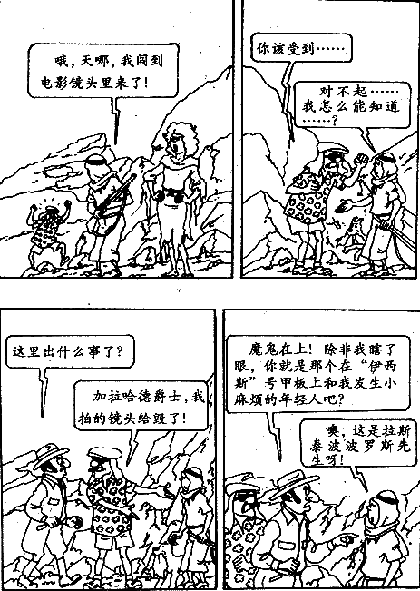 哦，天哪，我闯到
电影镜头里来了！
你该受到……
对不起……
我怎么能知道
……？
这里出什么事了？
加拉哈德爵士，我
拍的镜头给毁了！
魔鬼在上！除非我瞎了
眼，你就是那个在“伊西
斯”号甲板上和我发生小
麻烦的年轻人吧？
噢，这是拉斯
泰波波罗斯先
生呀！